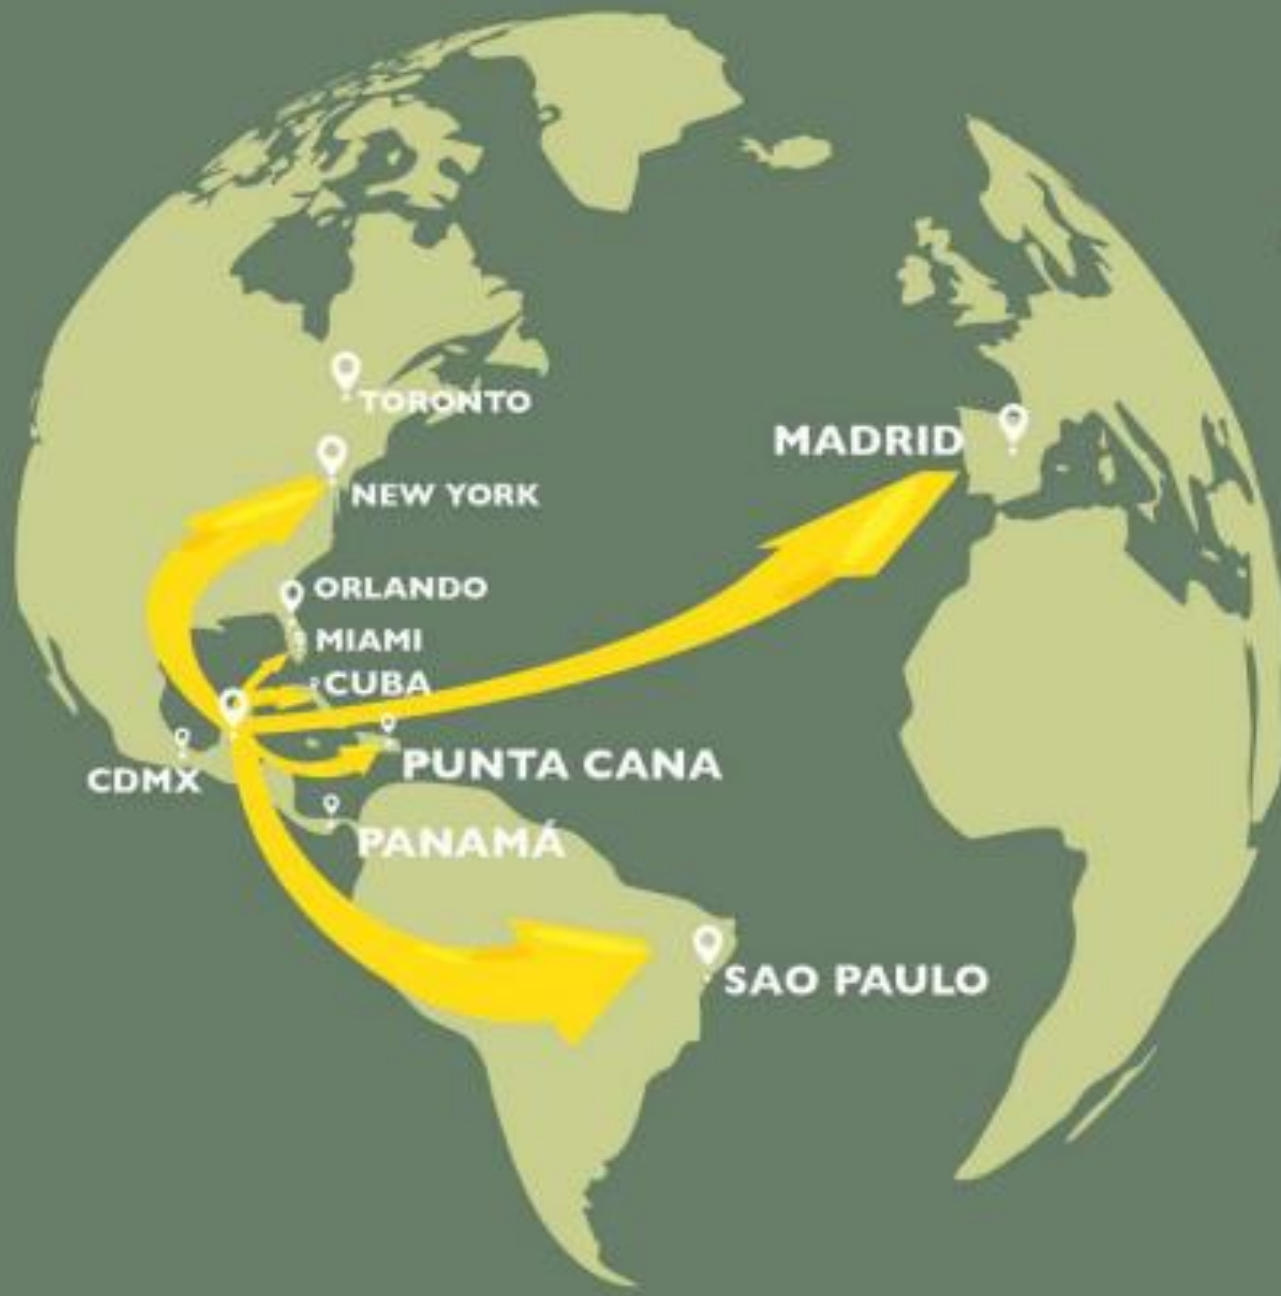 TORONTO
MADRID
NEW YORK
ORLANDO
MIAMI
CUBA
PUNTA CANA
CDMX
PANAMÁ
SAO PAULO